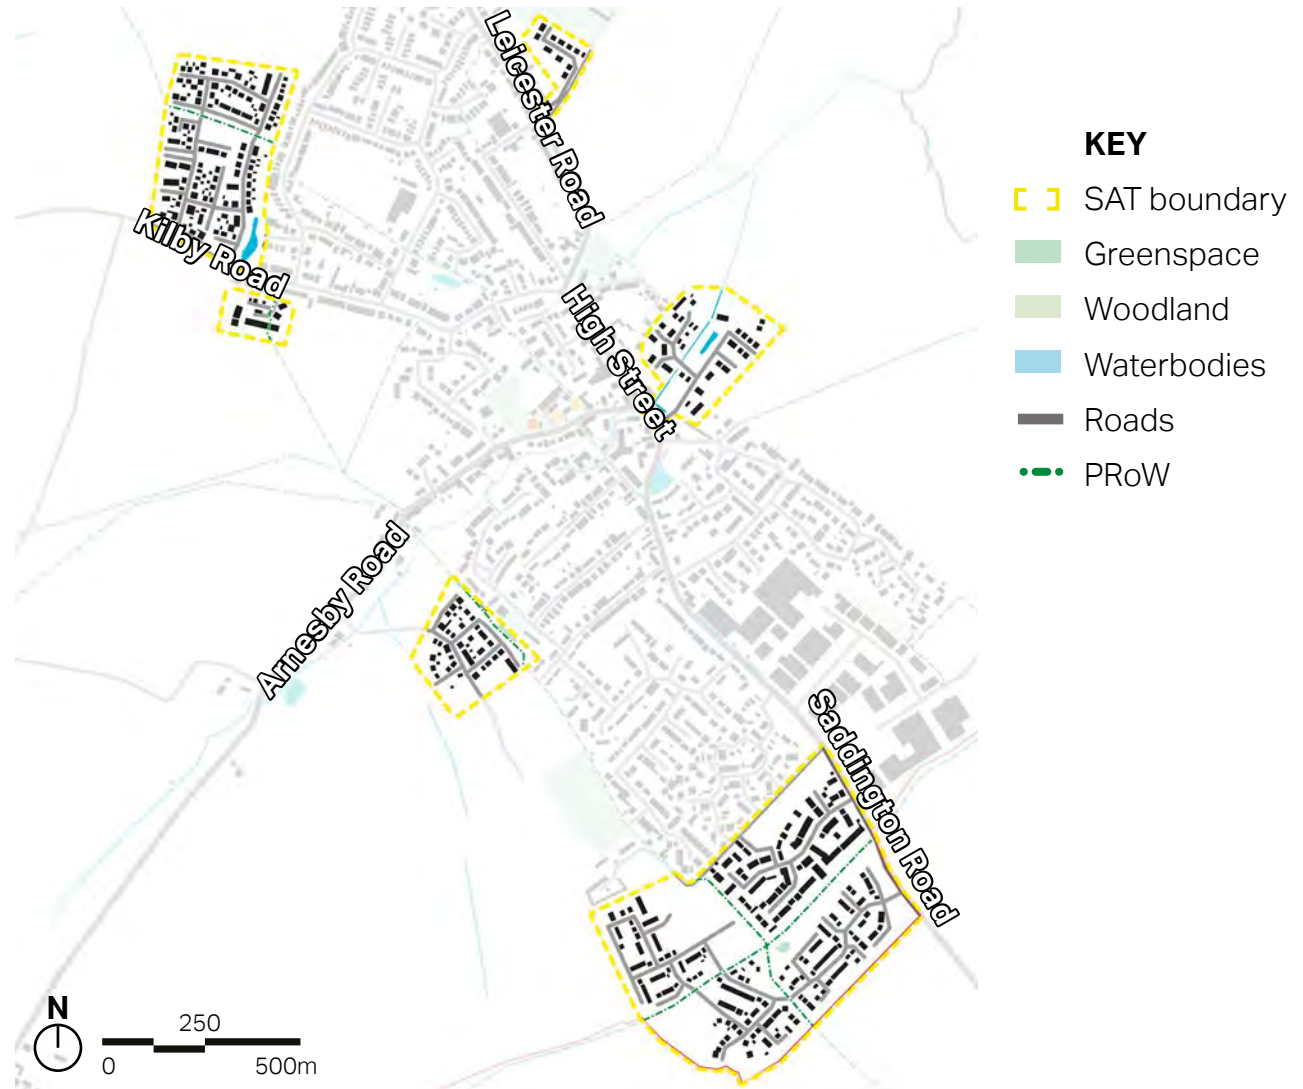 Leicester Road
Kilby Road
High Street
Arnesby Road
Saddington Road
KEY
SAT boundary
Greenspace
Woodland
Waterbodies
Roads
PRoW
N
250
0
500m